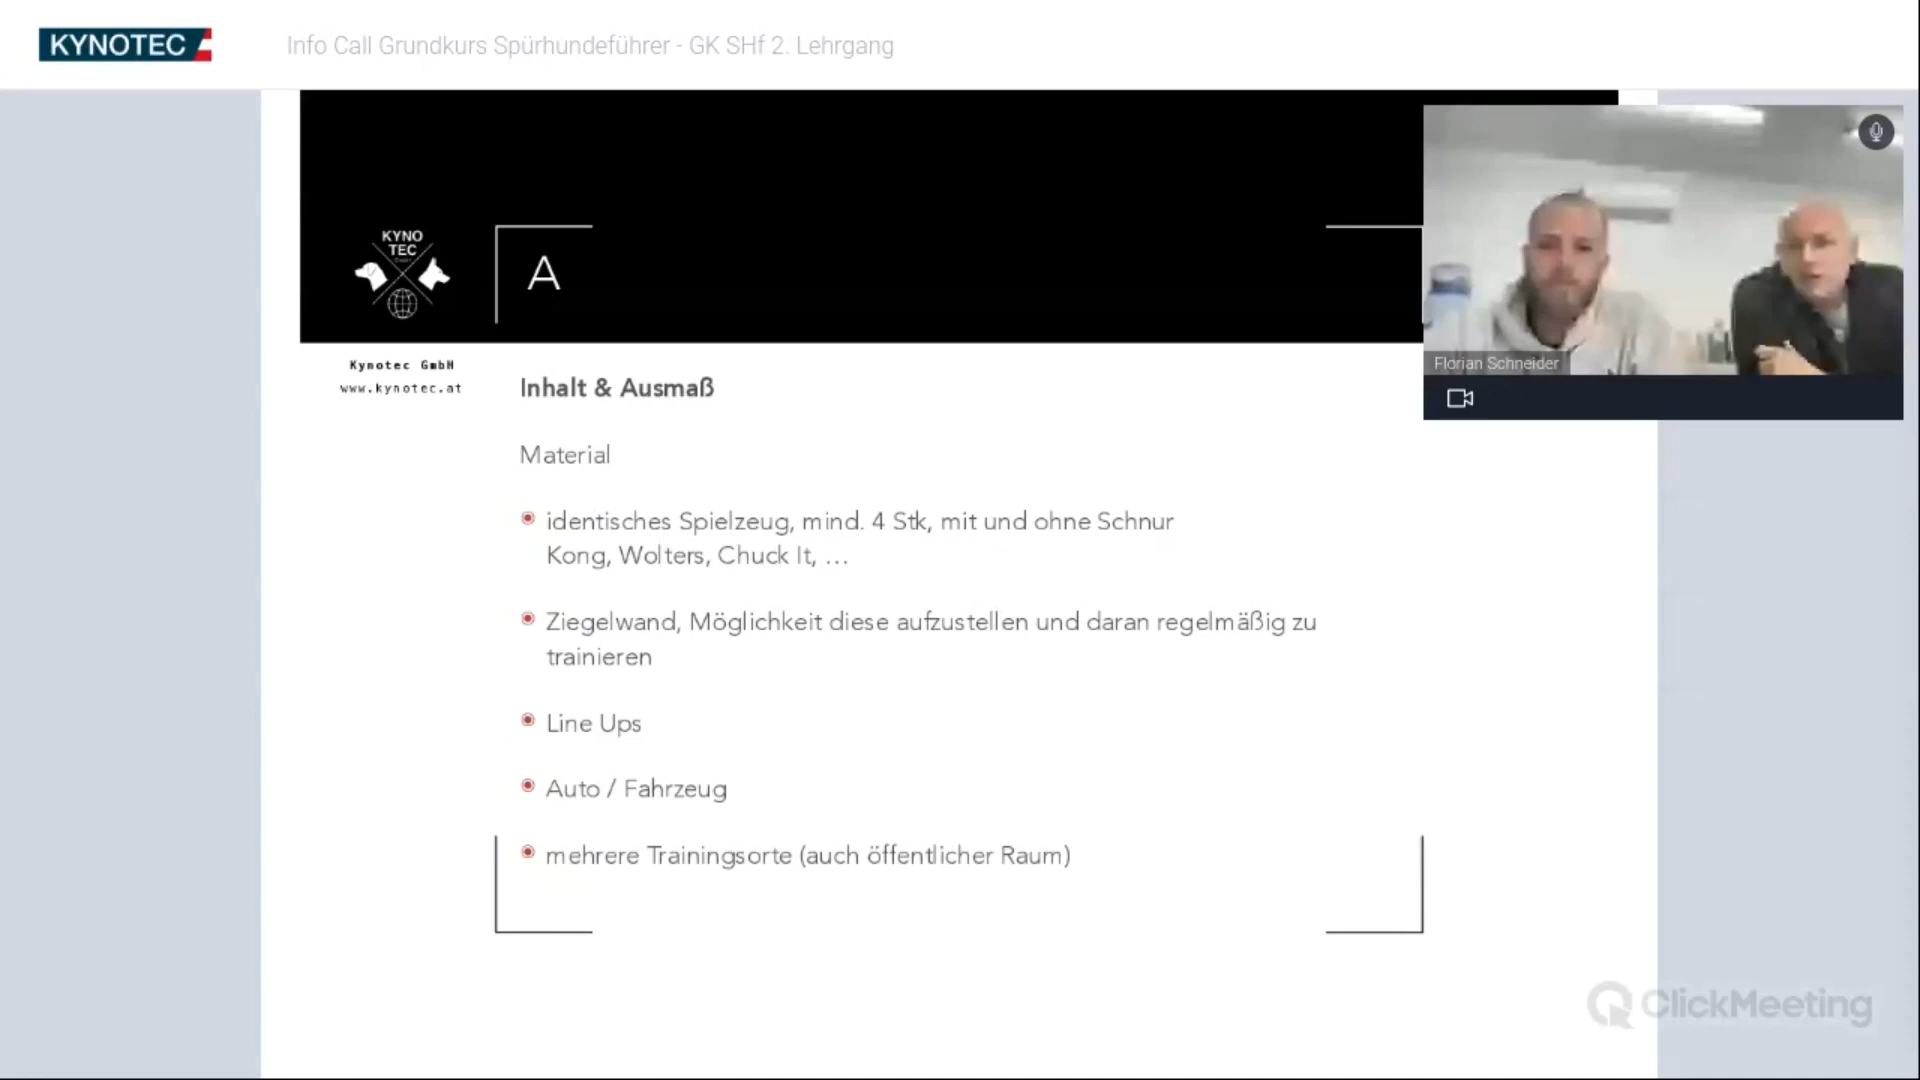 KYNOTEC
Info Call Grundkurs Spürhundeführer - GK SHf 2. Lehrgang
KYNO
TEC
A
Florian Schneider
Kynotec GmbH
www.kynotec.at
Inhalt & Ausmaß
Material
identisches Spielzeug, mind. 4 Stk, mit und ohne Schnur
Kong, Wolters, Chuck It, …
Ziegelwand, Möglichkeit diese aufzustellen und daran regelmäßig zu
trainieren
Line Ups
Auto / Fahrzeug
mehrere Trainingsorte (auch öffentlicher Raum)
ClickMeeting